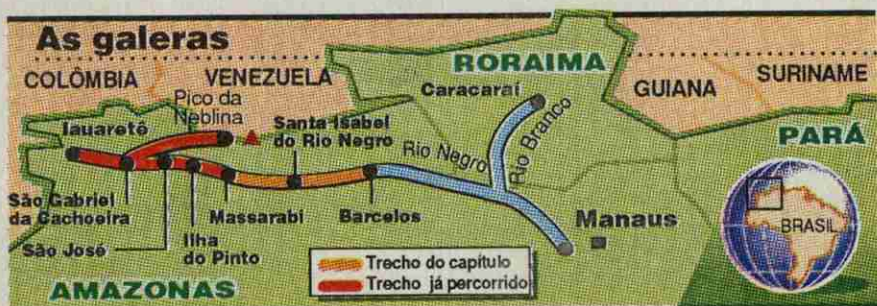 As galeras
COLÔMBIA
VENEZUELA
RORAIMA
GUIANA
SURINAME
PARÁ
Pico da
Neblina
Iauaretô
Santa Isabel
do Rio Negro
Caracaraí
Rio Negro
Rio Branco
São Gabriel
da Cachoeira
São José
Ilha
do Pinto
Massarabi
Barcelos
Manaus
BRASIL
AMAZONAS
Trecho do capítulo
Trecho já percorrido